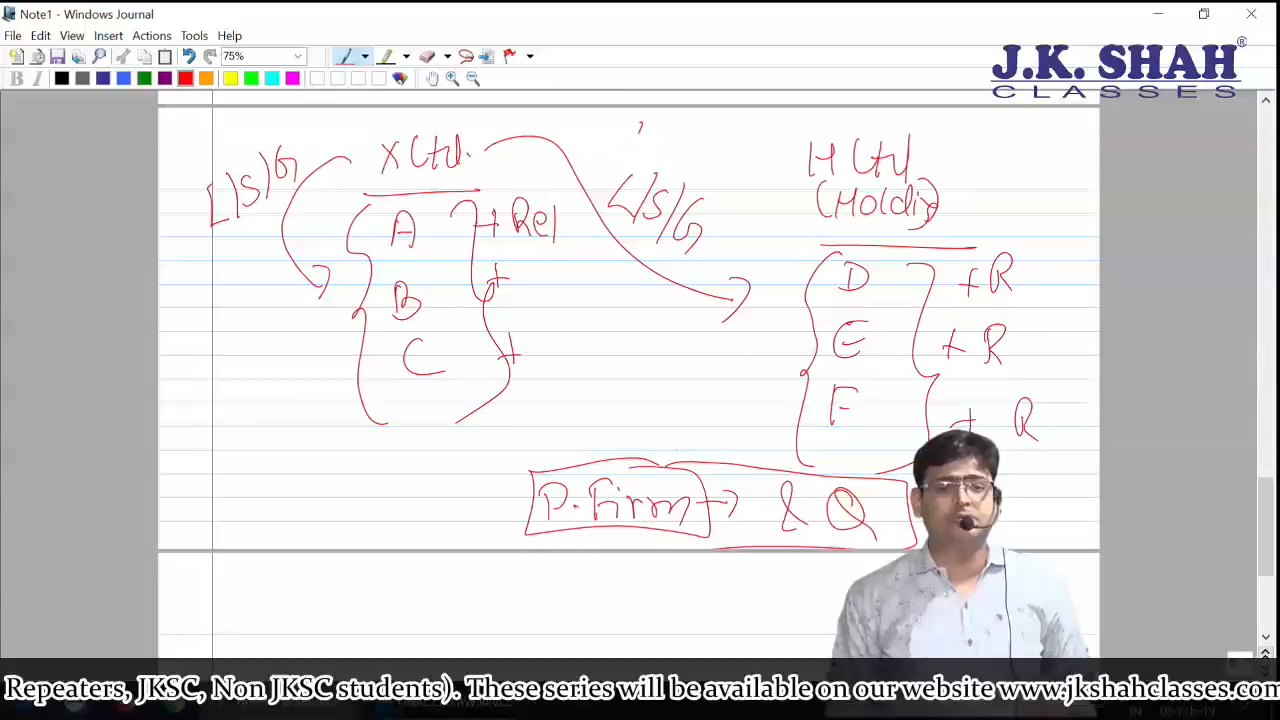 Note1 - Windows Journal
File Edit View Insert Actions Tools Help
75%
B I
J.K. SHAH®
CLASSES
X Ltd.
H Ltd
L/S/G
L/S/G
A + Rel
B +
C +
D + R
E + R
F + R
P. Firm → & Q
Repeaters, JKSC, Non JKSC students). These series will be available on our website www.jkshahclasses.com